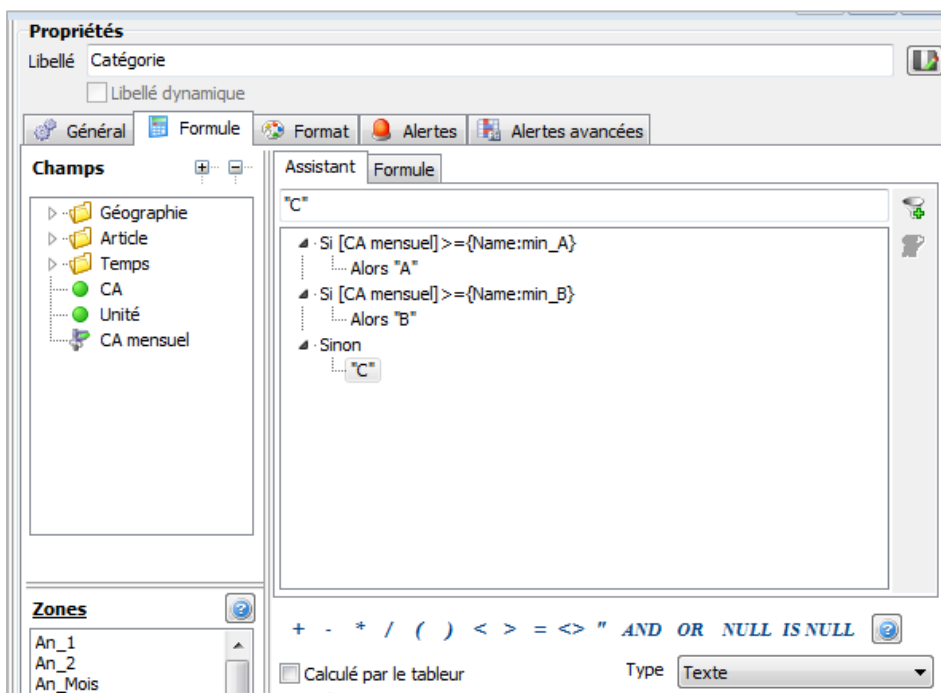 Propriétés
Libellé Catégorie
Libellé dynamique
Général Formule Format Alertes Alertes avancées
Champs
Géographie
Article
Temps
CA
Unité
CA mensuel
Assistant Formule
"C"
Si [CA mensuel]>={Name:min_A}
Alors "A"
Si [CA mensuel]>={Name:min_B}
Alors "B"
Sinon
"C"
Zones
An_1
An_2
An_Mois
+ - * / ( ) < > = <> " AND OR NULL IS NULL
Calculé par le tableur
Type Texte